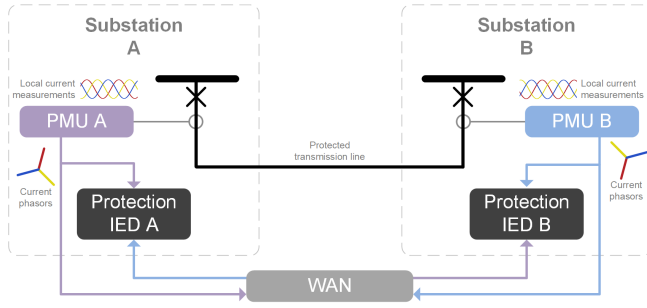 Substation
A
Substation
B
Local current
measurements
Local current
measurements
PMU A
PMU B
Protected
transmission line
Current
phasors
Current
phasors
Protection
IED A
Protection
IED B
WAN